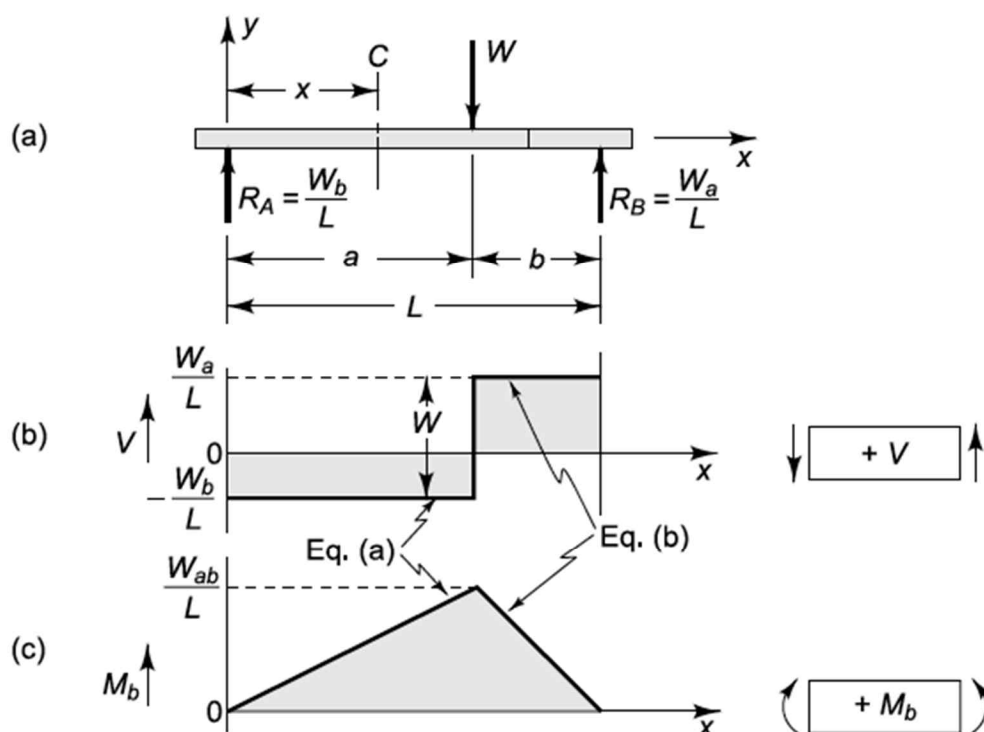 y
C
x
W
(a)
x
R_A = W_b/L
R_B = W_a/L
a
b
L
W_a/L
W
(b)
V
0
x
+ V
-W_b/L
Eq. (a)
Eq. (b)
W_ab/L
(c)
M_b
+ M_b
0
x